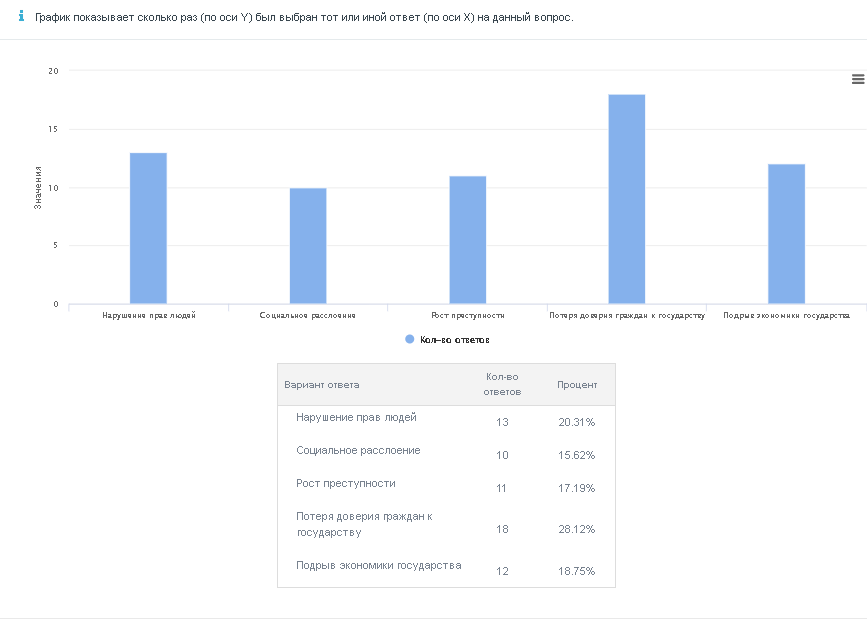 График показывает сколько раз (по оси Y) был выбран тот или иной ответ (по оси X) на данный вопрос.
20
15
10
5
0
Значения
Нарушение прав людей
Социальное расслоение
Рост преступности
Потеря доверия граждан к государству
Подрыв экономики государства
Кол-во ответов
Вариант ответа
Кол-во
ответов
Процент
Нарушение прав людей
13
20.31%
Социальное расслоение
10
15.62%
Рост преступности
11
17.19%
Потеря доверия граждан к
государству
18
28.12%
Подрыв экономики государства
12
18.75%